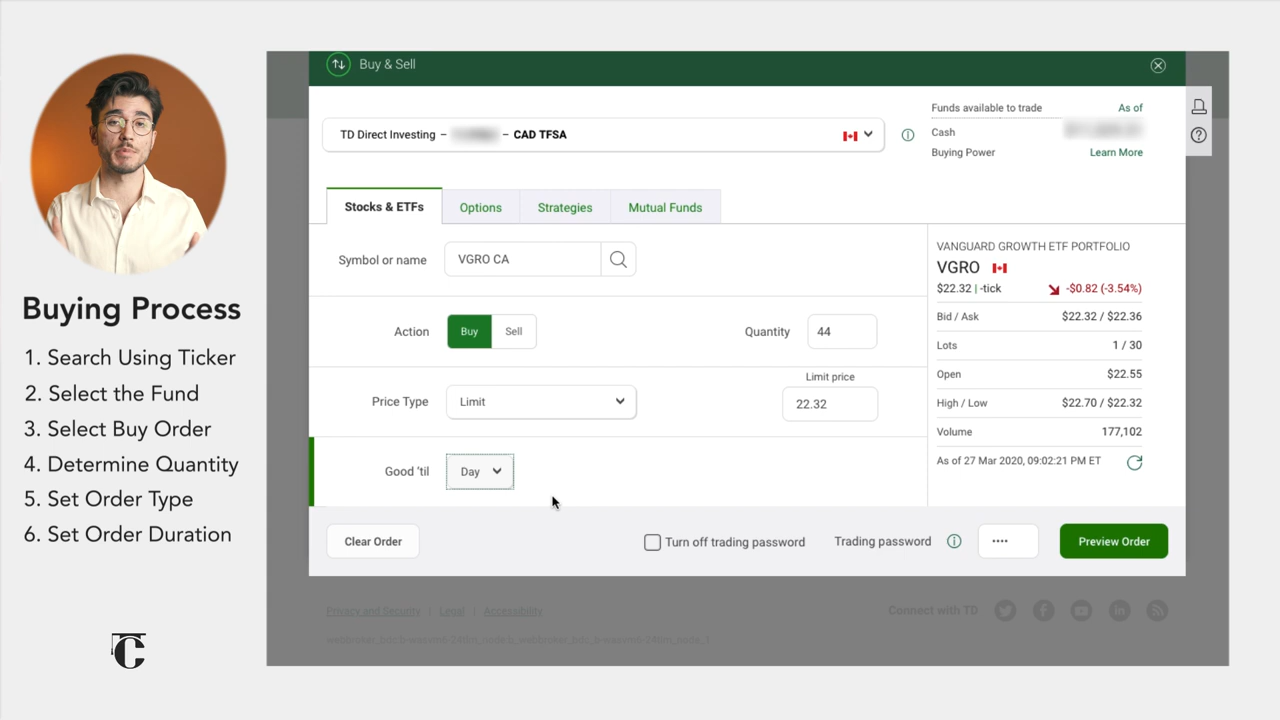 Buying Process
1. Search Using Ticker
2. Select the Fund
3. Select Buy Order
4. Determine Quantity
5. Set Order Type
6. Set Order Duration
Buy & Sell
TD Direct Investing – – CAD TFSA
Funds available to trade As of
Cash
Buying Power Learn More
Stocks & ETFs Options Strategies Mutual Funds
Symbol or name VGRO CA
Action Buy Sell Quantity 44
Limit price
Price Type Limit 22.32
Good 'til Day
VANGUARD GROWTH ETF PORTFOLIO
VGRO
$22.32 | -tick -$0.82 (-3.54%)
Bid / Ask $22.32 / $22.36
Lots 1 / 30
Open $22.55
High / Low $22.70 / $22.32
Volume 177,102
As of 27 Mar 2020, 09:02:21 PM ET
Clear Order Turn off trading password Trading password •••• Preview Order
Privacy and Security | Legal | Accessibility Connect with TD